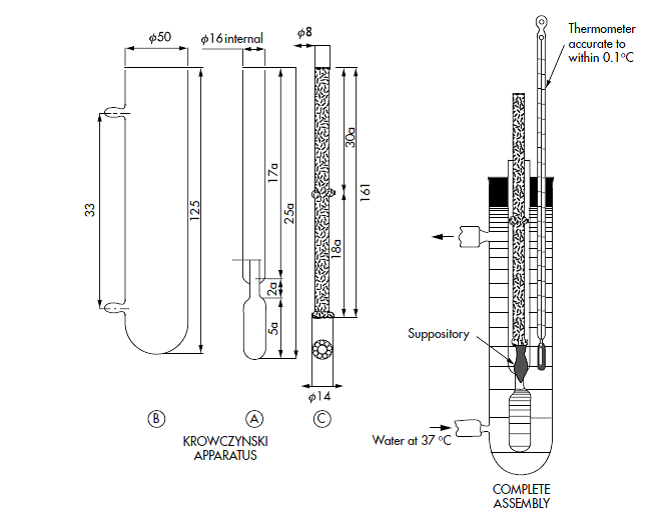 ϕ50
ϕ16 internal
ϕ8
33
125
17a
25a
2a
5a
30a
18a
161
ϕ14
B
A
C
KROWCZYNSKI
APPARATUS
Thermometer
accurate to
within 0.1°C
Suppository
Water at 37 °C
COMPLETE
ASSEMBLY